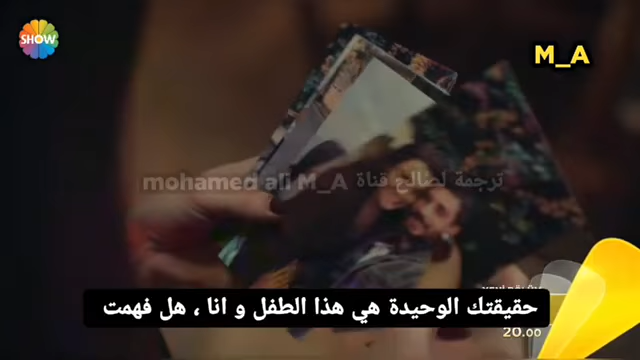 SHOW
M_A
ترجمة لصالح قناة mohamed ali M_A
حقيقتك الوحيدة هي هذا الطفل و انا ، هل فهمت
20.00